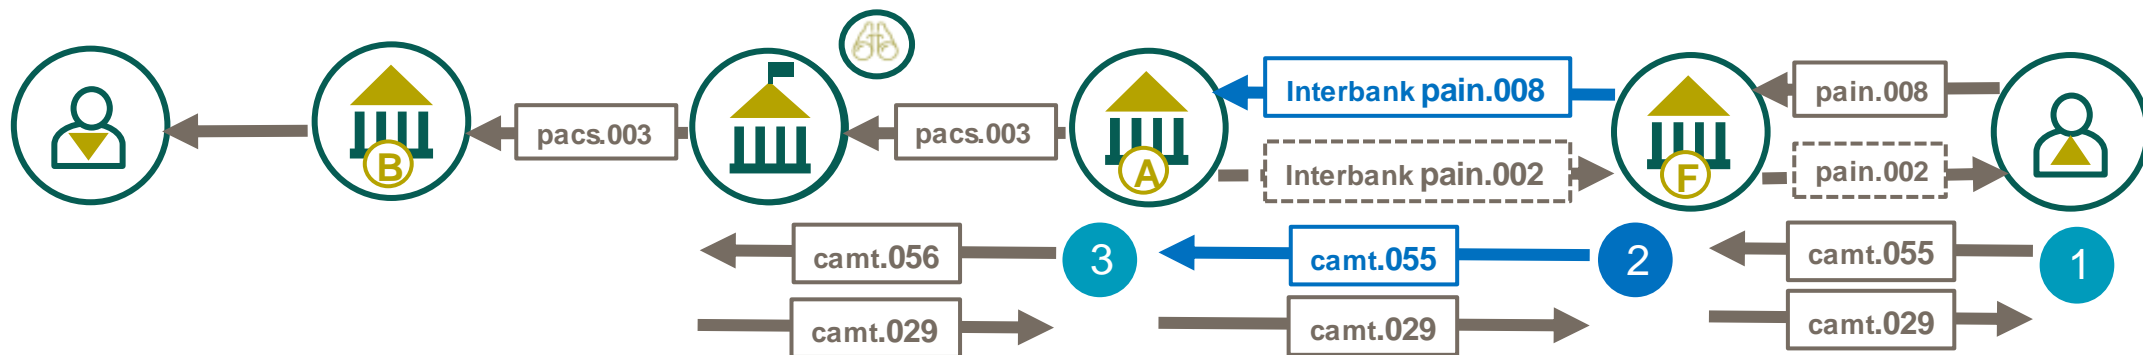 Interbank pain.008
pain.008
pacs.003
pacs.003
B
A
F
Interbank pain.002
pain.002
camt.056
3
camt.055
2
camt.055
1
camt.029
camt.029
camt.029